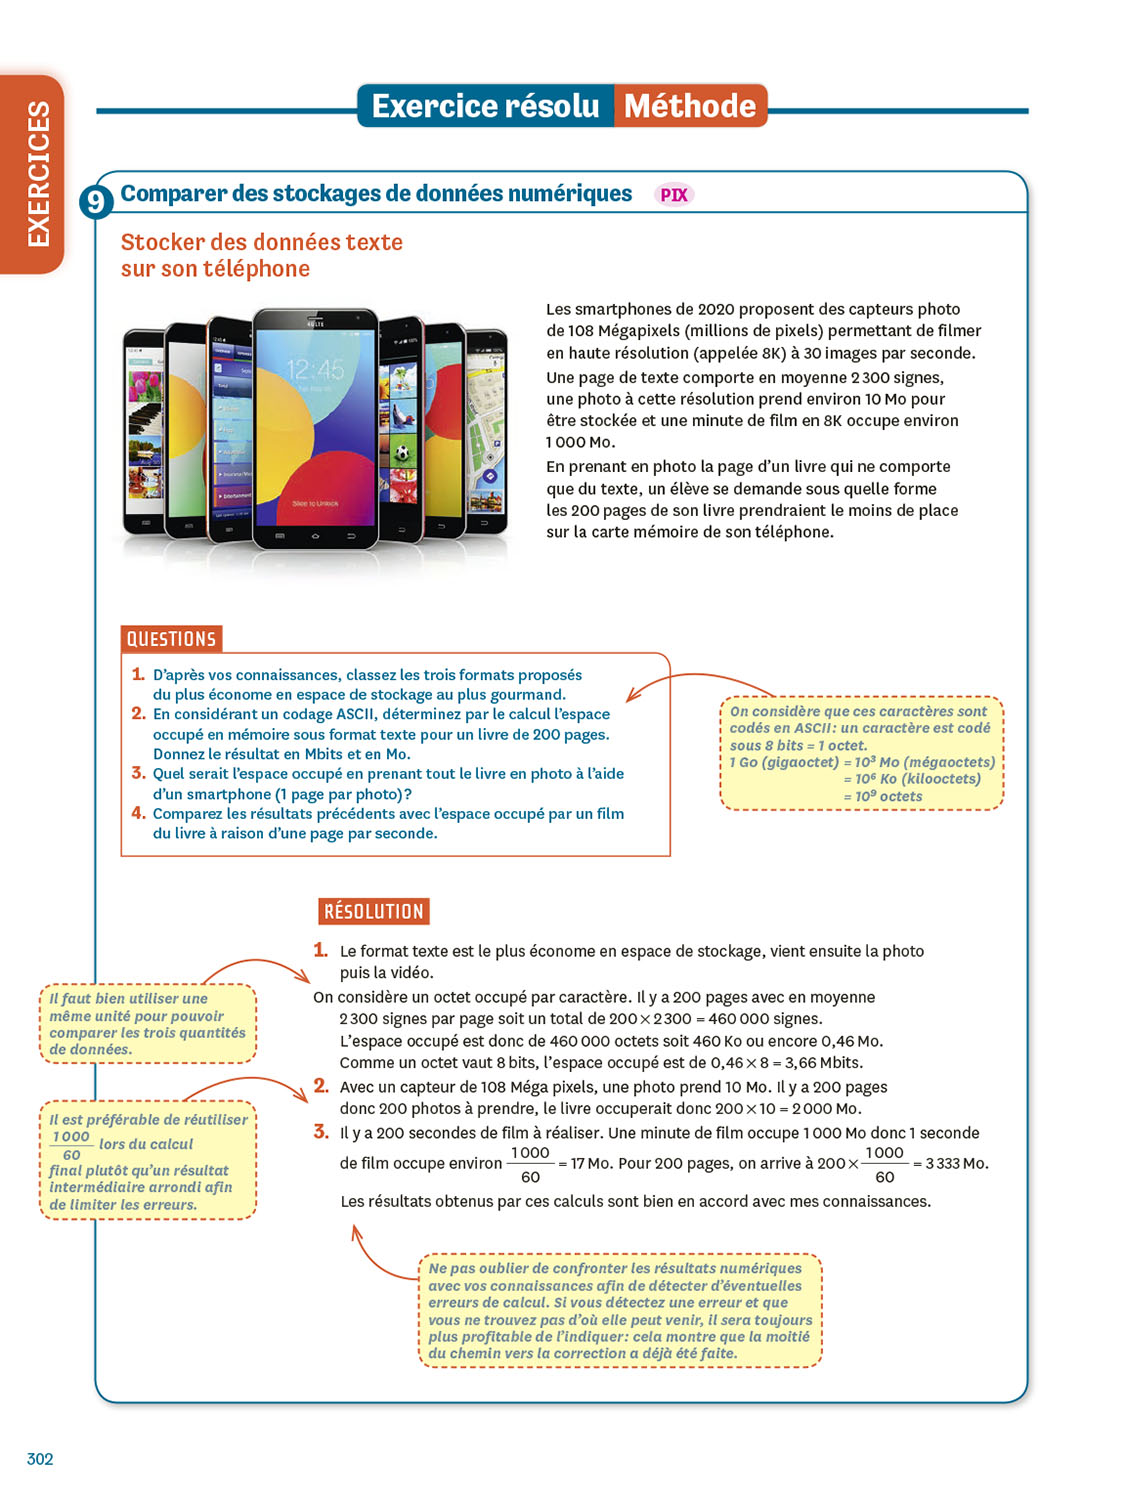 EXERCICES
Exercice résolu Méthode
9 Comparer des stockages de données numériques PIX
Stocker des données texte
sur son téléphone
4GLTE
12:45
Slide to Unlock
Les smartphones de 2020 proposent des capteurs photo
de 108 Mégapixels (millions de pixels) permettant de filmer
en haute résolution (appelée 8K) à 30 images par seconde.
Une page de texte comporte en moyenne 2 300 signes,
une photo à cette résolution prend environ 10 Mo pour
être stockée et une minute de film en 8K occupe environ
1 000 Mo.
En prenant en photo la page d’un livre qui ne comporte
que du texte, un élève se demande sous quelle forme
les 200 pages de son livre prendraient le moins de place
sur la carte mémoire de son téléphone.
QUESTIONS
1. D’après vos connaissances, classez les trois formats proposés
du plus économe en espace de stockage au plus gourmand.
2. En considérant un codage ASCII, déterminez par le calcul l’espace
occupé en mémoire sous format texte pour un livre de 200 pages.
Donnez le résultat en Mbits et en Mo.
3. Quel serait l’espace occupé en prenant tout le livre en photo à l’aide
d’un smartphone (1 page par photo) ?
4. Comparez les résultats précédents avec l’espace occupé par un film
du livre à raison d’une page par seconde.
On considère que ces caractères sont
codés en ASCII : un caractère est codé
sous 8 bits = 1 octet.
1 Go (gigaoctet) = 10³ Mo (mégaoctets)
= 10⁶ Ko (kilooctets)
= 10⁹ octets
RÉSOLUTION
1. Le format texte est le plus économe en espace de stockage, vient ensuite la photo
puis la vidéo.
On considère un octet occupé par caractère. Il y a 200 pages avec en moyenne
2 300 signes par page soit un total de 200 × 2 300 = 460 000 signes.
L’espace occupé est donc de 460 000 octets soit 460 Ko ou encore 0,46 Mo.
Comme un octet vaut 8 bits, l’espace occupé est de 0,46 × 8 = 3,66 Mbits.
2. Avec un capteur de 108 Méga pixels, une photo prend 10 Mo. Il y a 200 pages
donc 200 photos à prendre, le livre occuperait donc 200 × 10 = 2 000 Mo.
3. Il y a 200 secondes de film à réaliser. Une minute de film occupe 1 000 Mo donc 1 seconde
de film occupe environ 1 000/60 = 17 Mo. Pour 200 pages, on arrive à 200 × 1 000/60 = 3 333 Mo.
Les résultats obtenus par ces calculs sont bien en accord avec mes connaissances.
Il faut bien utiliser une
même unité pour pouvoir
comparer les trois quantités
de données.
Il est préférable de réutiliser
1 000/60 lors du calcul
final plutôt qu’un résultat
intermédiaire arrondi afin
de limiter les erreurs.
Ne pas oublier de confronter les résultats numériques
avec vos connaissances afin de détecter d’éventuelles
erreurs de calcul. Si vous détectez une erreur et que
vous ne trouvez pas d’où elle peut venir, il sera toujours
plus profitable de l’indiquer : cela montre que la moitié
du chemin vers la correction a déjà été faite.
302